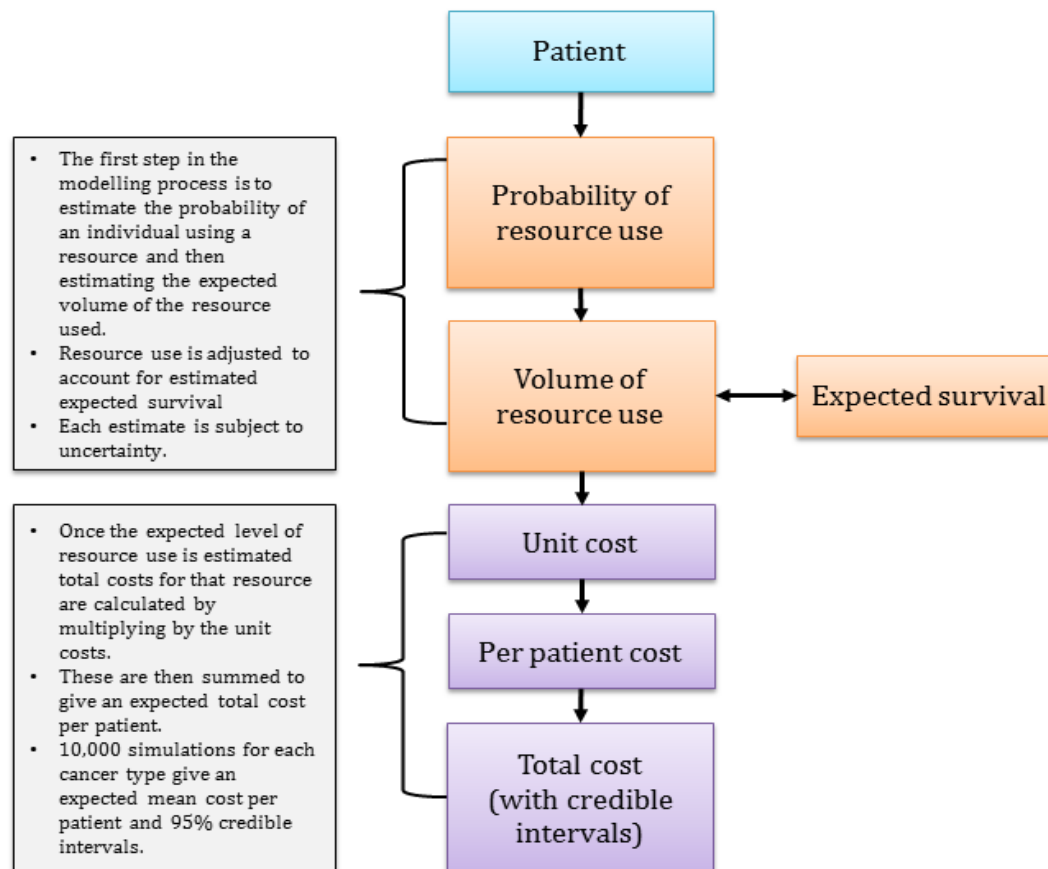 Patient
• The first step in the
modelling process is to
estimate the probability of
an individual using a
resource and then
estimating the expected
volume of the resource
used.
• Resource use is adjusted to
account for estimated
expected survival
• Each estimate is subject to
uncertainty.
Probability of
resource use
Volume of
resource use
Expected survival
• Once the expected level of
resource use is estimated
total costs for that resource
are calculated by
multiplying by the unit
costs.
• These are then summed to
give an expected total cost
per patient.
• 10,000 simulations for each
cancer type give an
expected mean cost per
patient and 95% credible
intervals.
Unit cost
Per patient cost
Total cost
(with credible
intervals)